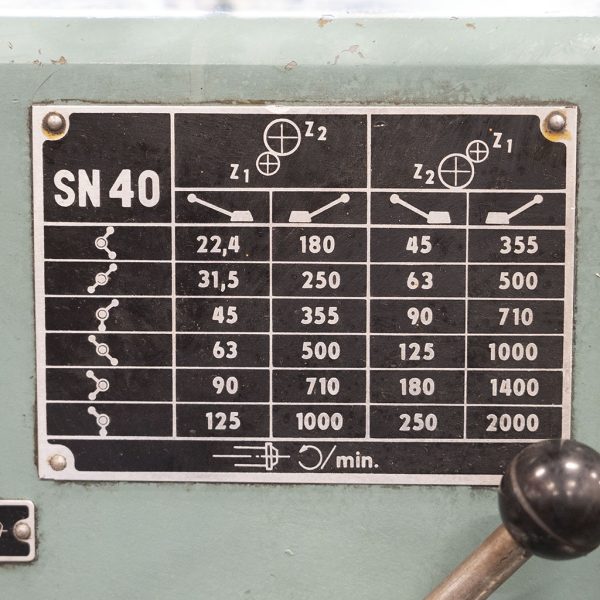 SN 40
Z1 Z2
Z2 Z1
22,4 180 45 355
31,5 250 63 500
45 355 90 710
63 500 125 1000
90 710 180 1400
125 1000 250 2000
/min.